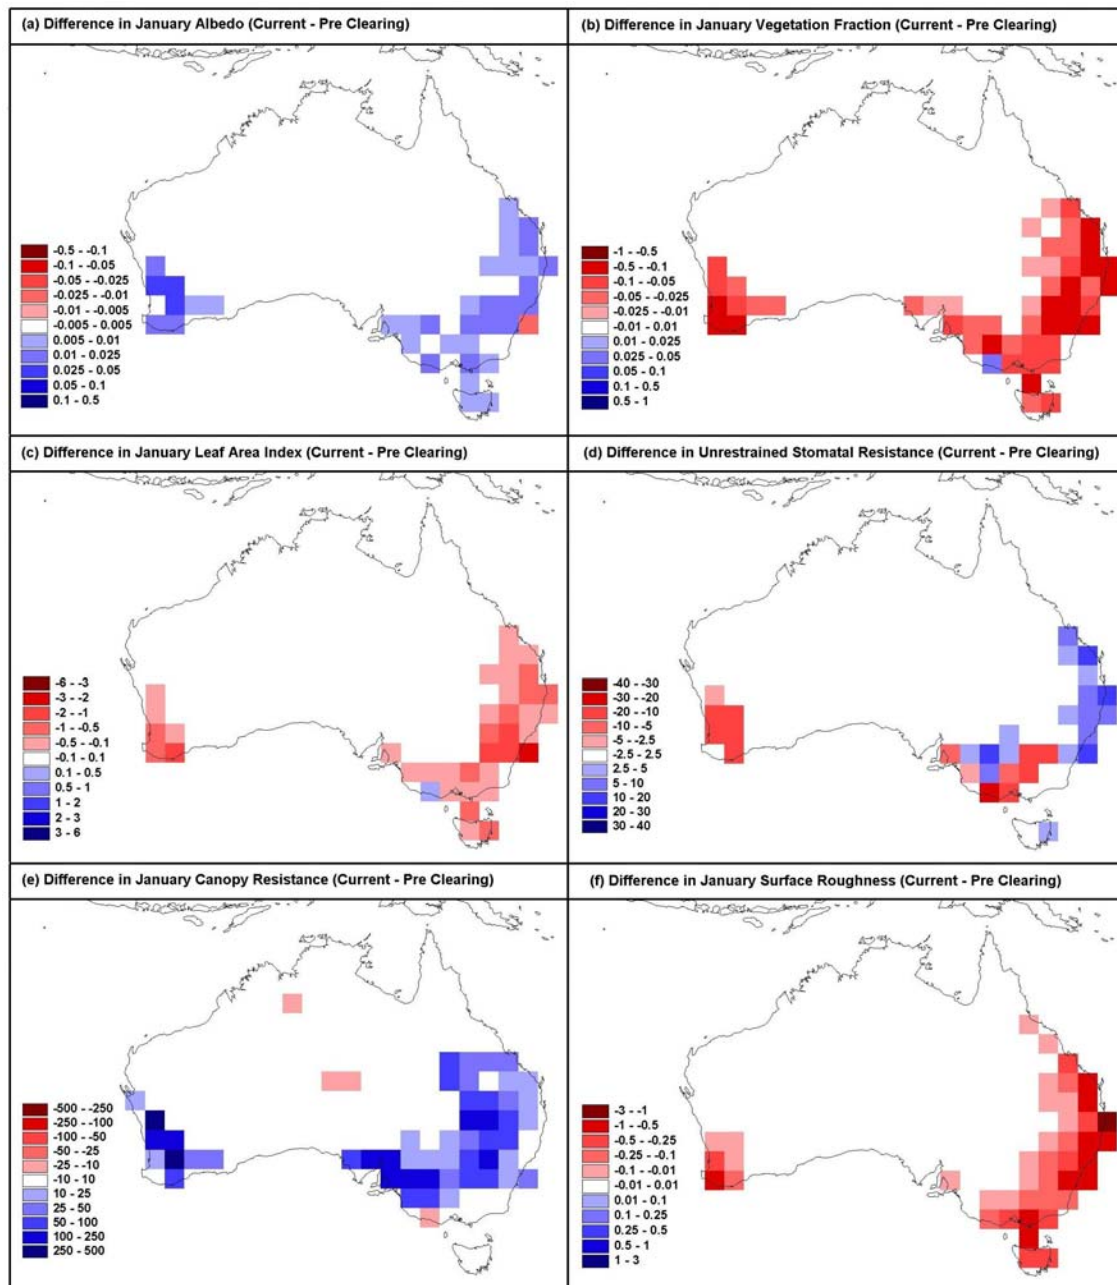 (a) Difference in January Albedo (Current - Pre Clearing)
-0.5 - -0.1
-0.1 - -0.05
-0.05 - -0.025
-0.025 - -0.01
-0.01 - -0.005
-0.005 - 0.005
0.005 - 0.01
0.01 - 0.025
0.025 - 0.05
0.05 - 0.1
0.1 - 0.5
(b) Difference in January Vegetation Fraction (Current - Pre Clearing)
-1 - -0.5
-0.5 - -0.1
-0.1 - -0.05
-0.05 - -0.025
-0.025 - -0.01
-0.01 - 0.01
0.01 - 0.025
0.025 - 0.05
0.05 - 0.1
0.1 - 0.5
0.5 - 1
(c) Difference in January Leaf Area Index (Current - Pre Clearing)
-6 - -3
-3 - -2
-2 - -1
-1 - -0.5
-0.5 - -0.1
-0.1 - 0.1
0.1 - 0.5
0.5 - 1
1 - 2
2 - 3
3 - 6
(d) Difference in Unrestrained Stomatal Resistance (Current - Pre Clearing)
-40 - -30
-30 - -20
-20 - -10
-10 - -5
-5 - -2.5
-2.5 - 2.5
2.5 - 5
5 - 10
10 - 20
20 - 30
30 - 40
(e) Difference in January Canopy Resistance (Current - Pre Clearing)
-500 - -250
-250 - -100
-100 - -50
-50 - -25
-25 - -10
-10 - 10
10 - 25
25 - 50
50 - 100
100 - 250
250 - 500
(f) Difference in January Surface Roughness (Current - Pre Clearing)
-3 - -1
-1 - -0.5
-0.5 - -0.25
-0.25 - -0.1
-0.1 - -0.01
-0.01 - 0.01
0.01 - 0.1
0.1 - 0.25
0.25 - 0.5
0.5 - 1
1 - 3